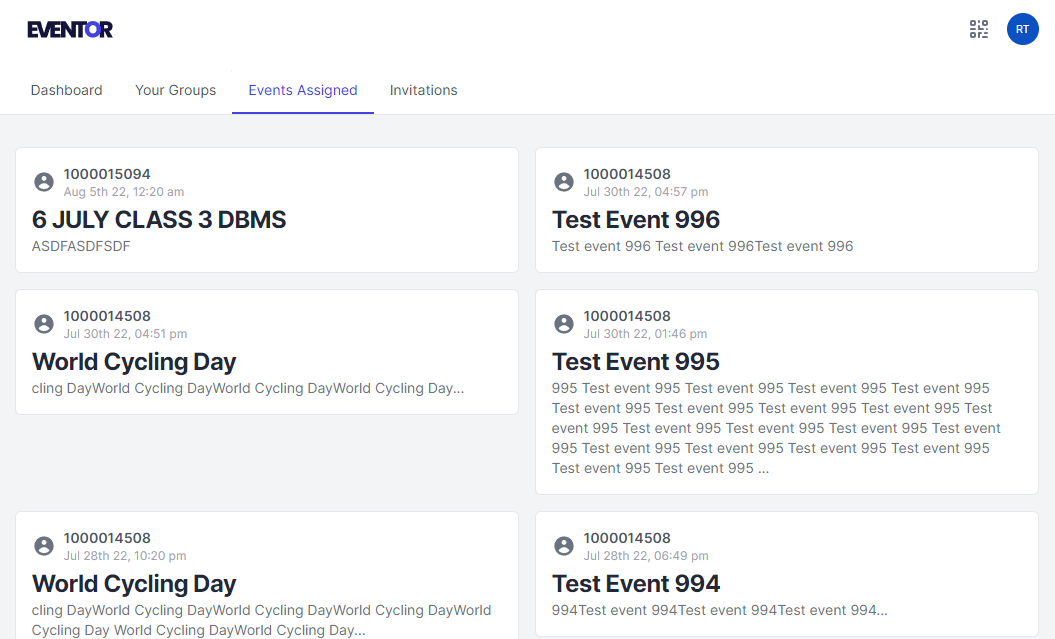 EVENTOR
RT
Dashboard
Your Groups
Events Assigned
Invitations
1000015094
Aug 5th 22, 12:20 am
6 JULY CLASS 3 DBMS
ASDFASDFSDF
1000014508
Jul 30th 22, 04:57 pm
Test Event 996
Test event 996 Test event 996Test event 996
1000014508
Jul 30th 22, 04:51 pm
World Cycling Day
cling DayWorld Cycling DayWorld Cycling DayWorld Cycling Day...
1000014508
Jul 30th 22, 01:46 pm
Test Event 995
995 Test event 995 Test event 995 Test event 995 Test event 995
Test event 995 Test event 995 Test event 995 Test event 995 Test
event 995 Test event 995 Test event 995 Test event 995 Test event
995 Test event 995 Test event 995 Test event 995 Test event 995
Test event 995 Test event 995 ...
1000014508
Jul 28th 22, 10:20 pm
World Cycling Day
cling DayWorld Cycling DayWorld Cycling DayWorld Cycling DayWorld
Cycling Day World Cycling DayWorld Cycling Day...
1000014508
Jul 28th 22, 06:49 pm
Test Event 994
994Test event 994Test event 994Test event 994...